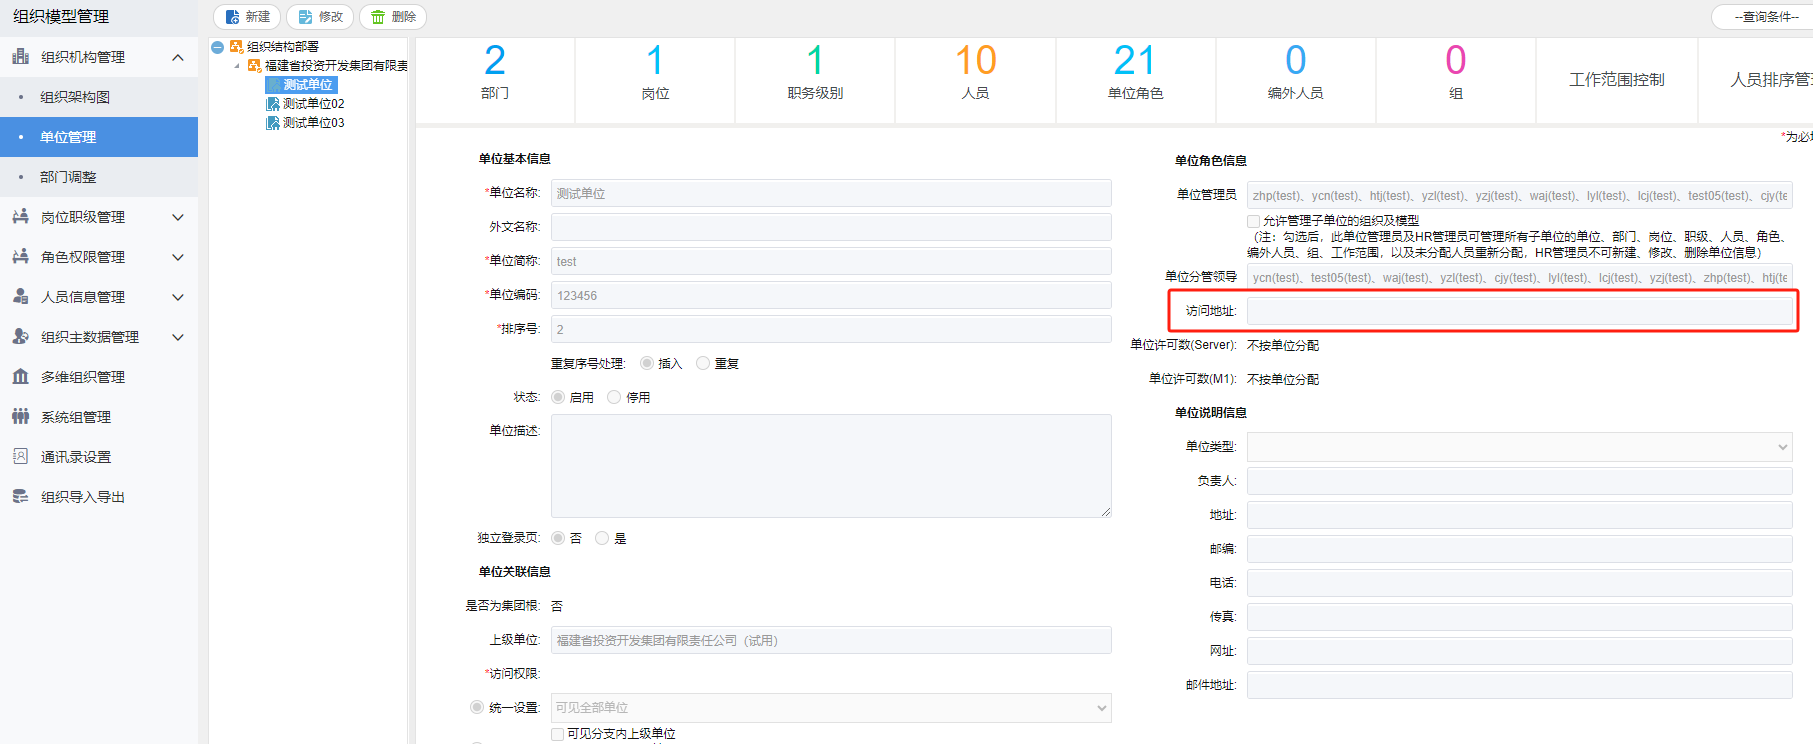 组织模型管理
新建
修改
删除
--查询条件--
组织机构管理
组织架构图
单位管理
部门调整
岗位职级管理
角色权限管理
人员信息管理
组织主数据管理
多维组织管理
系统组管理
通讯录设置
组织导入导出
组织结构部署
福建省投资开发集团有限责
测试单位
测试单位02
测试单位03
2
部门
1
岗位
1
职务级别
10
人员
21
单位角色
0
编外人员
0
组
工作范围控制
人员排序管
*为必
单位基本信息
*单位名称:
测试单位
外文名称:
*单位简称:
test
*单位编码:
123456
*排序号:
2
重复序号处理:
插入
重复
状态:
启用
停用
单位描述:
独立登录页:
否
是
单位关联信息
是否为集团根:
否
上级单位:
福建省投资开发集团有限责任公司（试用）
*访问权限:
统一设置:
可见全部单位
可见分支内上级单位
单位角色信息
单位管理员
zhp(test)、ycn(test)、htj(test)、yzl(test)、yzj(test)、waj(test)、lyl(test)、lcj(test)、test05(test)、cjy(te
允许管理子单位的组织及模型
（注：勾选后，此单位管理员及HR管理员可管理所有子单位的单位、部门、岗位、职级、人员、角色、
编外人员、组、工作范围，以及未分配人员重新分配，HR管理员不可新建、修改、删除单位信息）
单位分管领导
ycn(test)、test05(test)、waj(test)、yzl(test)、cjy(test)、lyl(test)、lcj(test)、yzj(test)、zhp(test)、htj(te
访问地址:
单位许可数(Server):
不按单位分配
单位许可数(M1):
不按单位分配
单位说明信息
单位类型:
负责人:
地址:
邮编:
电话:
传真:
网址:
邮件地址: